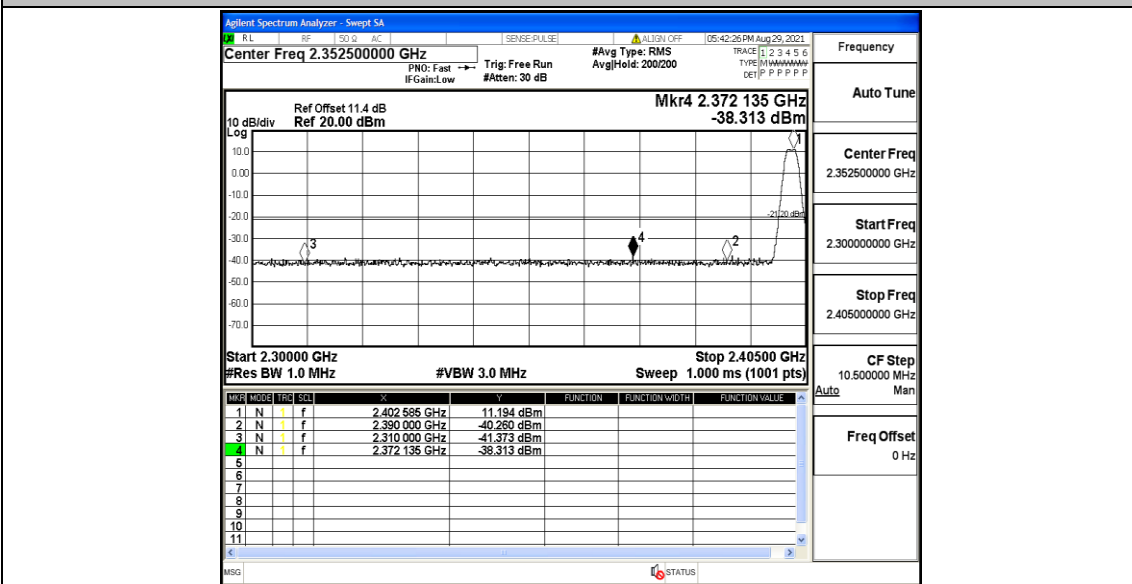 Agilent Spectrum Analyzer - Swept SA
RL RF 50 Ω AC SENSE:PULSE ALIGN OFF 05:42:26 PM Aug 29, 2021
Center Freq 2.352500000 GHz
PNO: Fast
IFGain:Low
Trig: Free Run
#Atten: 30 dB
#Avg Type: RMS
Avg|Hold: 200/200
TRACE 1 2 3 4 5 6
TYPE M
DET P P P P P P
Frequency
Auto Tune
Center Freq
2.352500000 GHz
Start Freq
2.300000000 GHz
Stop Freq
2.405000000 GHz
CF Step
10.500000 MHz
Auto Man
Freq Offset
0 Hz
Mkr4 2.372 135 GHz
-38.313 dBm
Ref Offset 11.4 dB
10 dB/div Ref 20.00 dBm
Log
10.0
0.00
-10.0
-20.0
-30.0
-40.0
-50.0
-60.0
-70.0
1
-21.20 dBm
3
4
2
Start 2.30000 GHz Stop 2.40500 GHz
#Res BW 1.0 MHz #VBW 3.0 MHz Sweep 1.000 ms (1001 pts)
MKR MODE TRC SCL X Y FUNCTION FUNCTION WIDTH FUNCTION VALUE
1 N 1 f 2.402 585 GHz 11.194 dBm
2 N 1 f 2.390 000 GHz -40.260 dBm
3 N 1 f 2.310 000 GHz -41.373 dBm
4 N 1 f 2.372 135 GHz -38.313 dBm
5
6
7
8
9
10
11
MSG STATUS